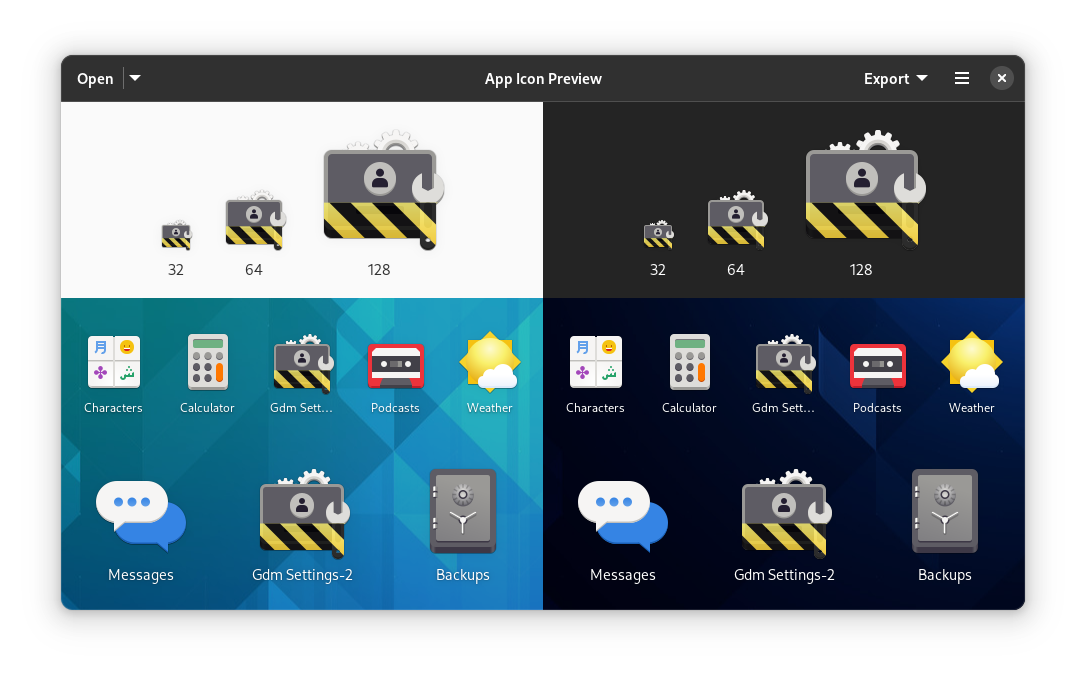 Open
App Icon Preview
Export
32
64
128
32
64
128
月
ش
Characters
Calculator
Gdm Sett...
Podcasts
Weather
月
ش
Characters
Calculator
Gdm Sett...
Podcasts
Weather
Messages
Gdm Settings-2
Backups
Messages
Gdm Settings-2
Backups